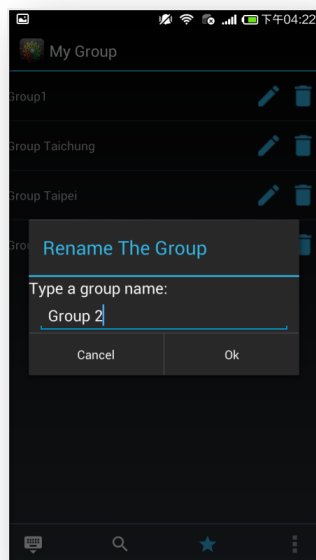 下午04:22
My Group
Group1
Group Taichung
Group Taipei
Rename The Group
Type a group name:
Group 2
Cancel Ok